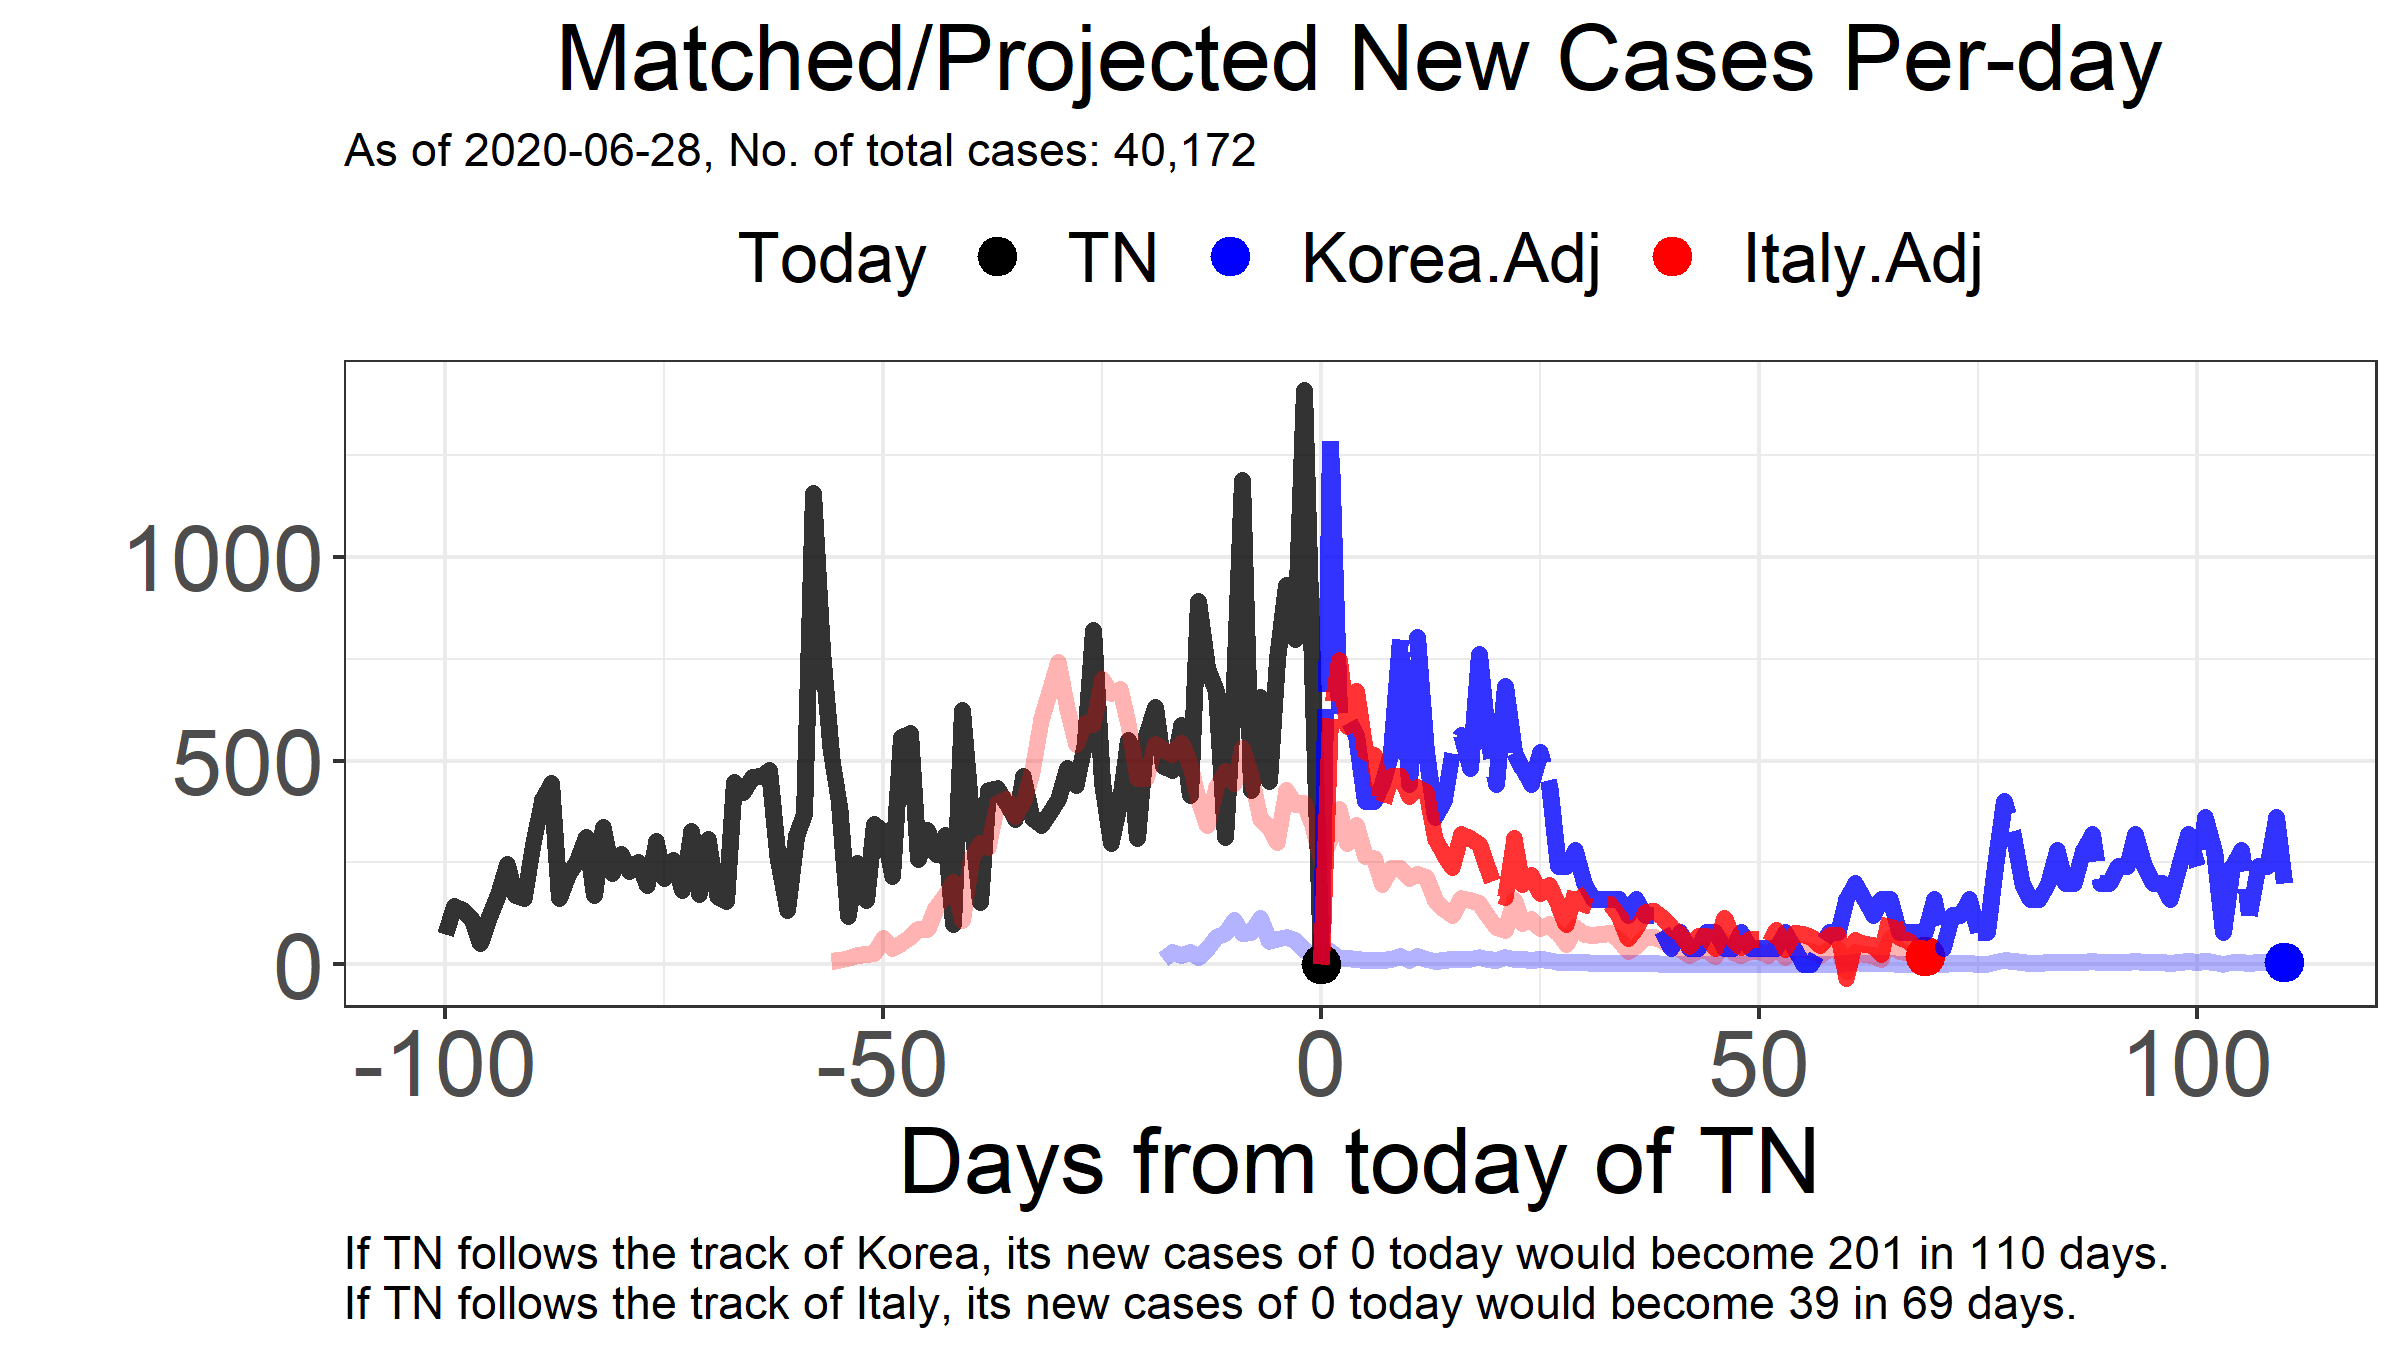 Matched/Projected New Cases Per-day
As of 2020-06-28, No. of total cases: 40,172
Today TN Korea.Adj Italy.Adj
1000
500
0
-100 -50 0 50 100
Days from today of TN
If TN follows the track of Korea, its new cases of 0 today would become 201 in 110 days.
If TN follows the track of Italy, its new cases of 0 today would become 39 in 69 days.